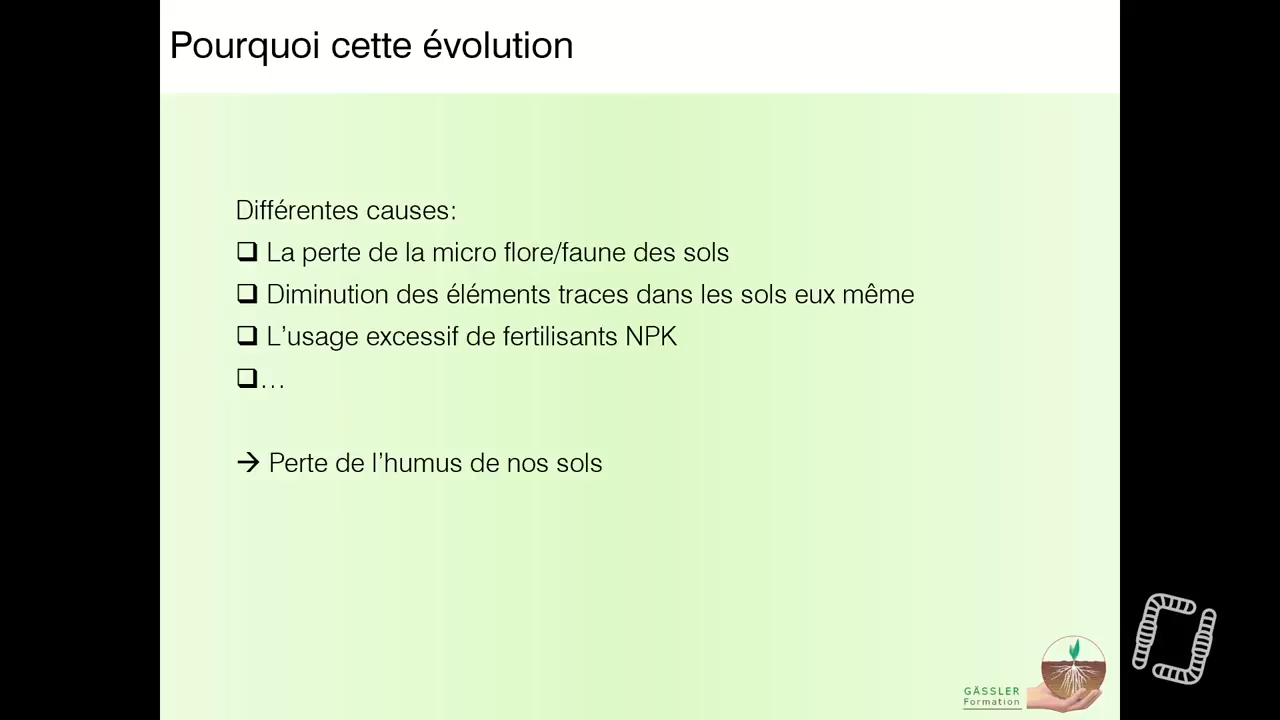 Pourquoi cette évolution
Différentes causes:
❑ La perte de la micro flore/faune des sols
❑ Diminution des éléments traces dans les sols eux même
❑ L’usage excessif de fertilisants NPK
❑…
→ Perte de l’humus de nos sols
GÄSSLER
Formation